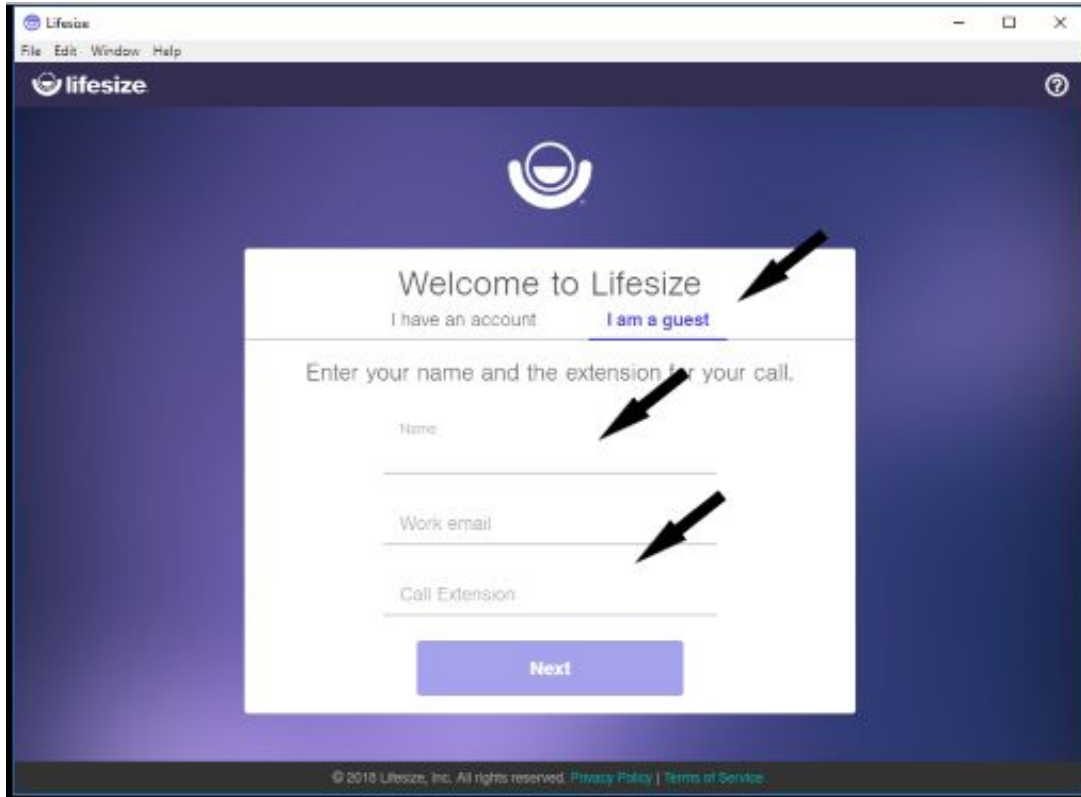 Lifesize
File Edit Window Help
lifesize
Welcome to Lifesize
I have an account I am a guest
Enter your name and the extension for your call.
Name
Work email
Call Extension
Next
© 2018 Lifesize, Inc. All rights reserved. Privacy Policy | Terms of Service